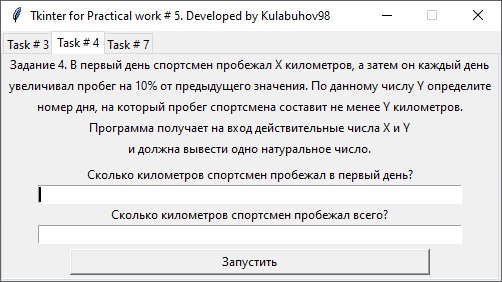 Tkinter for Practical work # 5. Developed by Kulabuhov98
Task # 3 Task # 4 Task # 7
Задание 4. В первый день спортсмен пробежал X километров, а затем он каждый день
увеличивал пробег на 10% от предыдущего значения. По данному числу Y определите
номер дня, на который пробег спортсмена составит не менее Y километров.
Программа получает на вход действительные числа X и Y
и должна вывести одно натуральное число.
Сколько километров спортсмен пробежал в первый день?
Сколько километров спортсмен пробежал всего?
Запустить